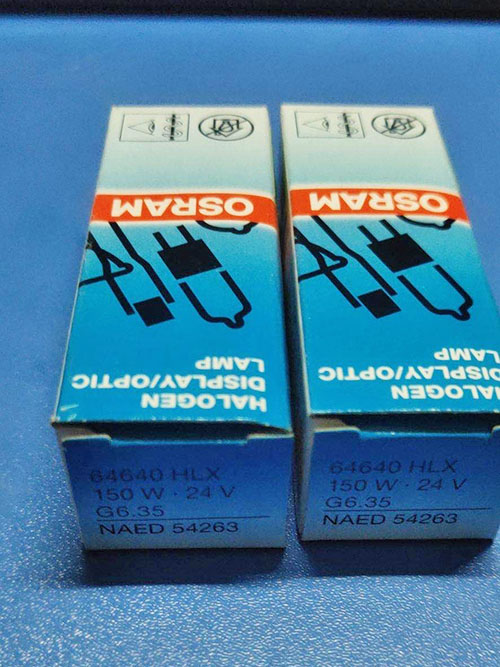 OSRAM
HALOGEN
DISPLAY/OPTIC
LAMP
64640 HLX
150 W · 24 V
G6.35
NAED 54263
OSRAM
HALOGEN
DISPLAY/OPTIC
LAMP
64640 HLX
150 W · 24 V
G6.35
NAED 54263